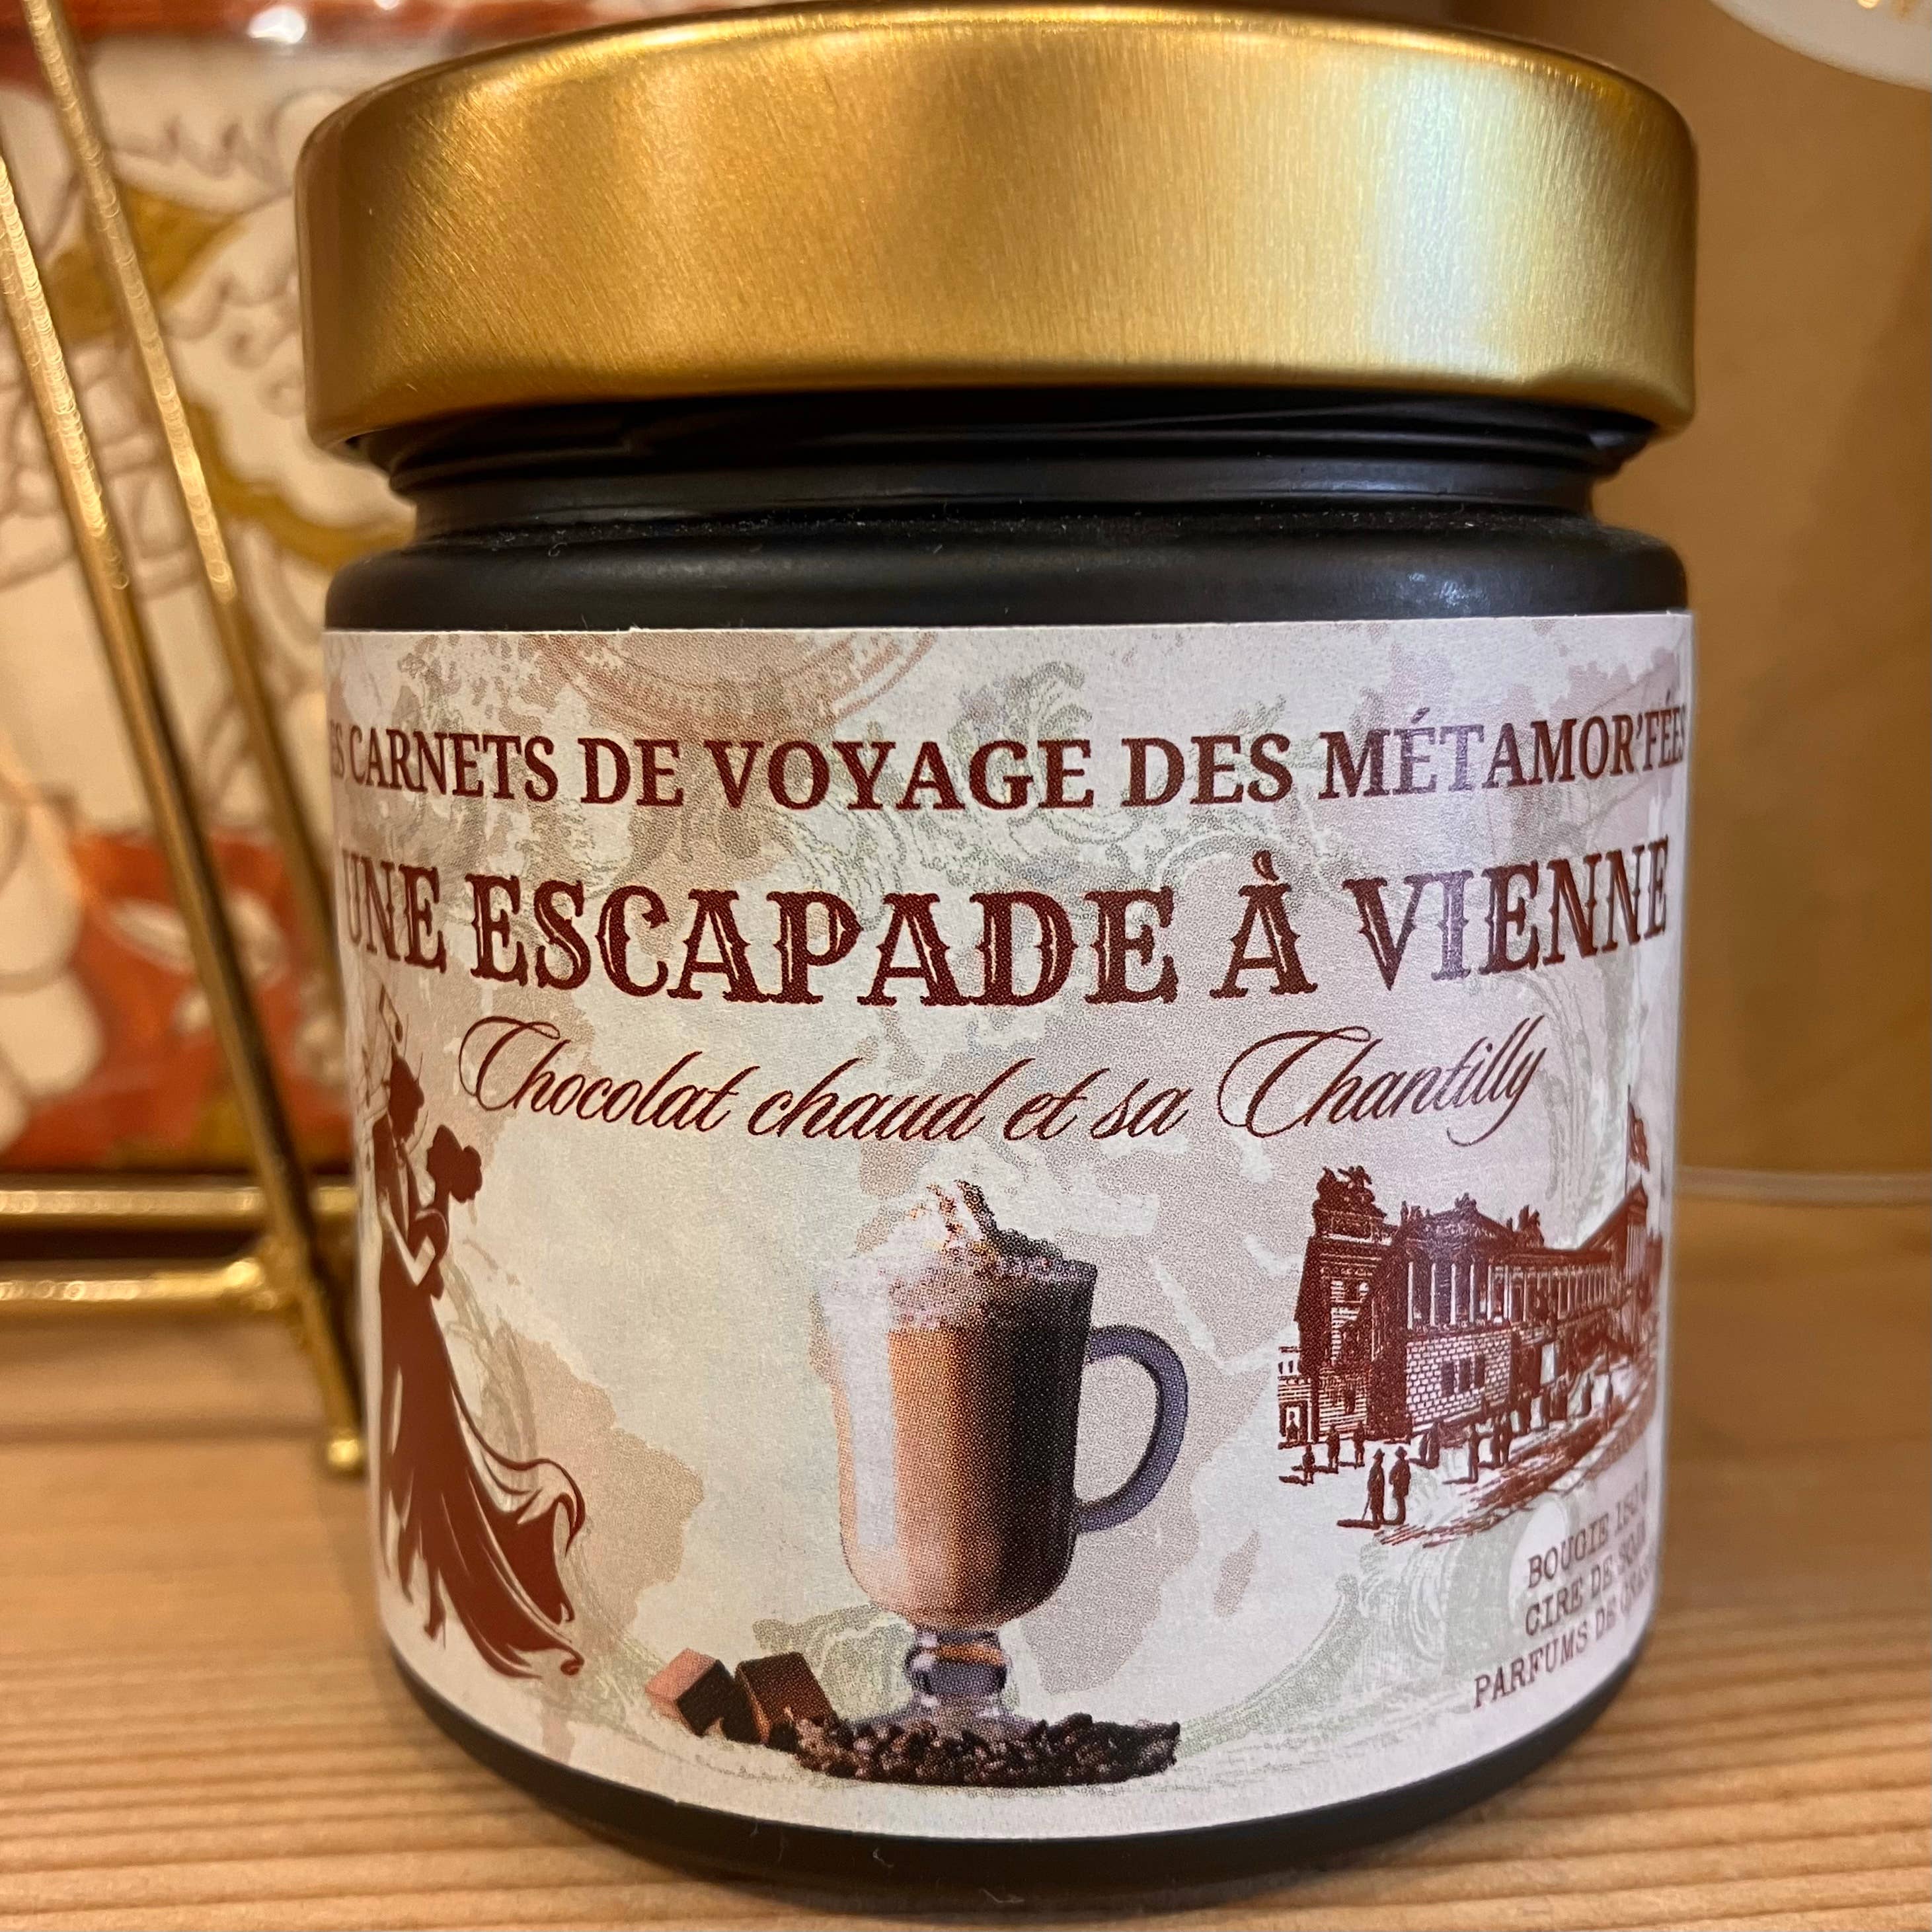 CARNETS DE VOYAGE DES MÉTAMOR'FÉES
UNE ESCAPADE À VIENNE
Chocolat chaud et sa Chantilly
BOUGIE
CIRE DE
PARFUMS DE